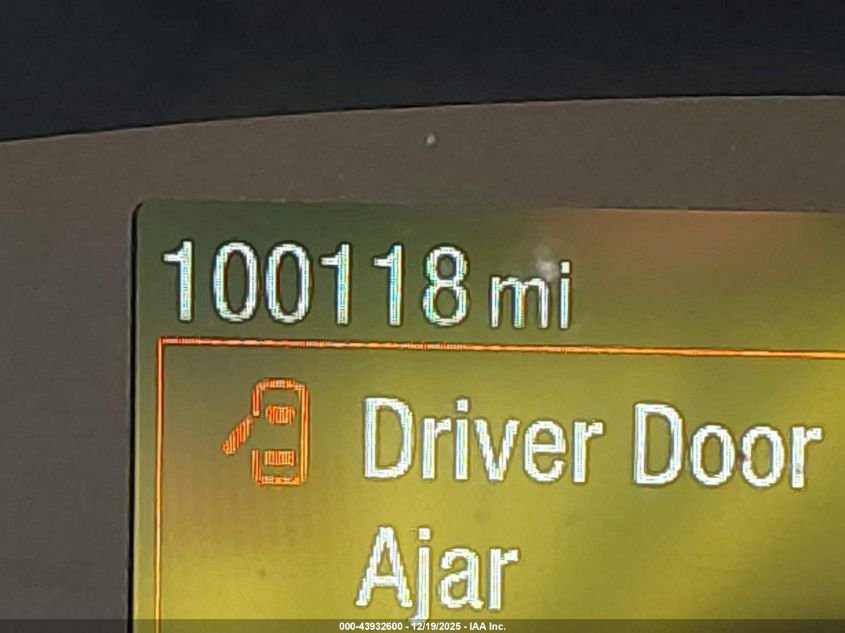 100118 mi
Driver Door
Ajar
000-43932600 - 12/19/2025 - IAA Inc.